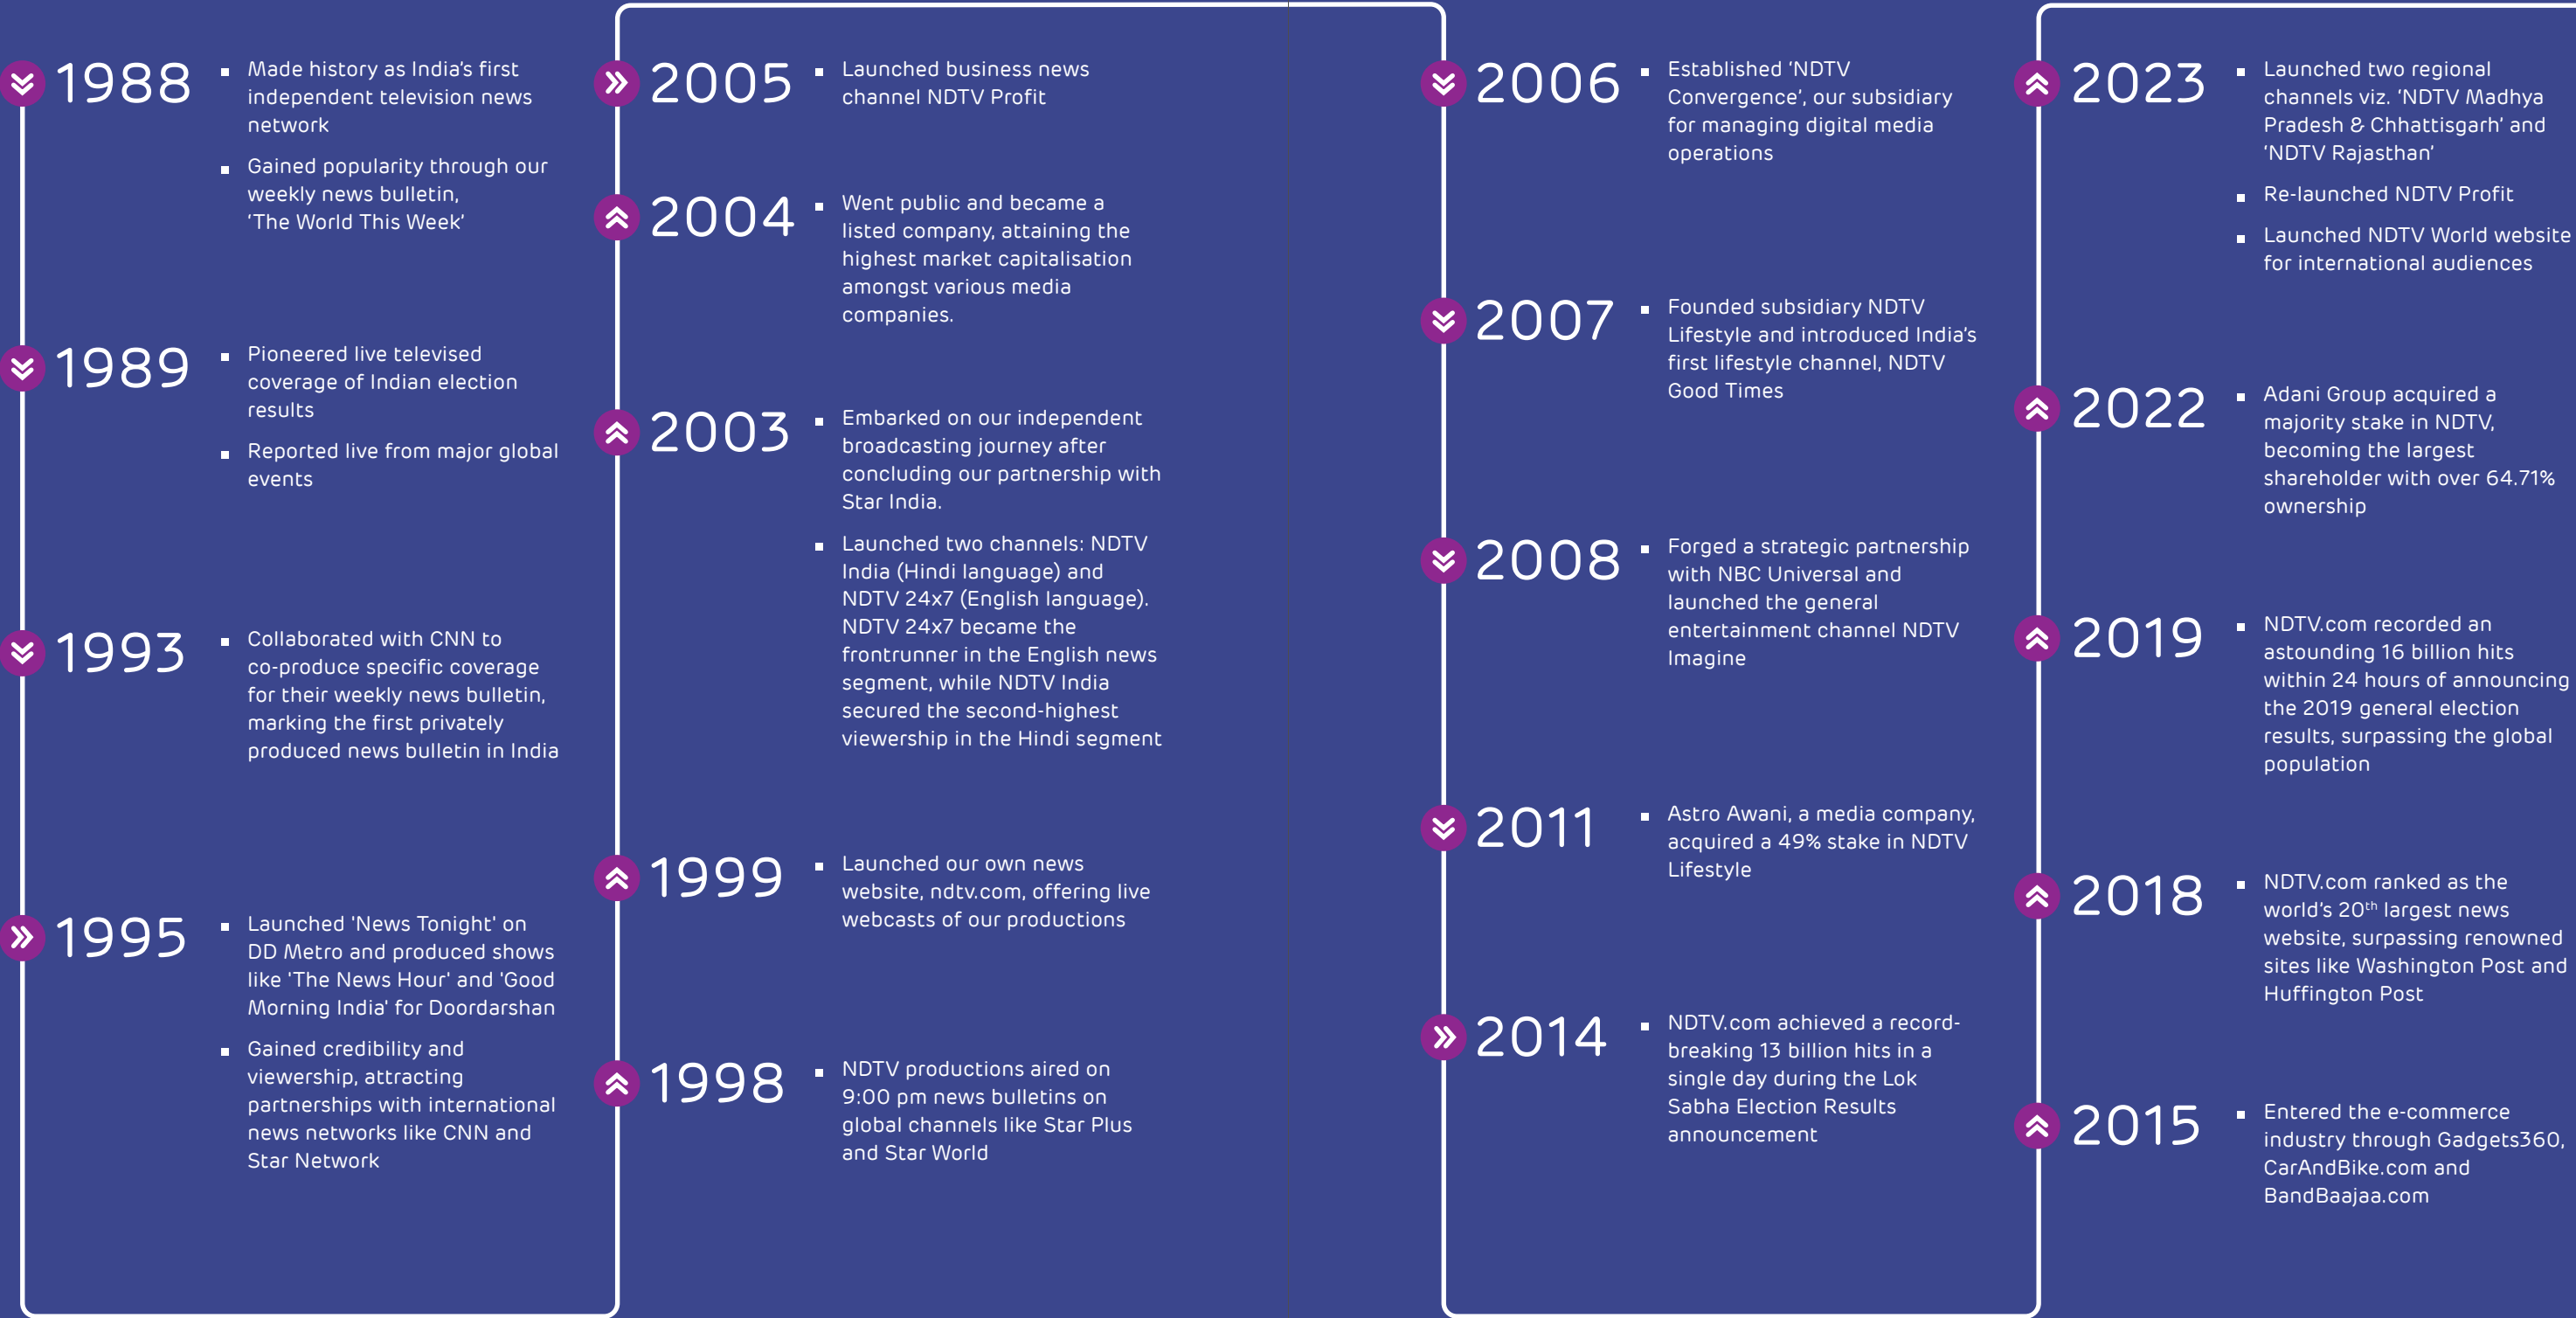 1988
Made history as India’s first
independent television news
network
Gained popularity through our
weekly news bulletin,
‘The World This Week’
1989
Pioneered live televised
coverage of Indian election
results
Reported live from major global
events
1993
Collaborated with CNN to
co-produce specific coverage
for their weekly news bulletin,
marking the first privately
produced news bulletin in India
1995
Launched 'News Tonight' on
DD Metro and produced shows
like 'The News Hour' and 'Good
Morning India' for Doordarshan
Gained credibility and
viewership, attracting
partnerships with international
news networks like CNN and
Star Network
2005
Launched business news
channel NDTV Profit
2004
Went public and became a
listed company, attaining the
highest market capitalisation
amongst various media
companies.
2003
Embarked on our independent
broadcasting journey after
concluding our partnership with
Star India.
Launched two channels: NDTV
India (Hindi language) and
NDTV 24x7 (English language).
NDTV 24x7 became the
frontrunner in the English news
segment, while NDTV India
secured the second-highest
viewership in the Hindi segment
1999
Launched our own news
website, ndtv.com, offering live
webcasts of our productions
1998
NDTV productions aired on
9:00 pm news bulletins on
global channels like Star Plus
and Star World
2006
Established ‘NDTV
Convergence’, our subsidiary
for managing digital media
operations
2007
Founded subsidiary NDTV
Lifestyle and introduced India’s
first lifestyle channel, NDTV
Good Times
2008
Forged a strategic partnership
with NBC Universal and
launched the general
entertainment channel NDTV
Imagine
2011
Astro Awani, a media company,
acquired a 49% stake in NDTV
Lifestyle
2014
NDTV.com achieved a record-
breaking 13 billion hits in a
single day during the Lok
Sabha Election Results
announcement
2023
Launched two regional
channels viz. ‘NDTV Madhya
Pradesh & Chhattisgarh’ and
‘NDTV Rajasthan’
Re-launched NDTV Profit
Launched NDTV World website
for international audiences
2022
Adani Group acquired a
majority stake in NDTV,
becoming the largest
shareholder with over 64.71%
ownership
2019
NDTV.com recorded an
astounding 16 billion hits
within 24 hours of announcing
the 2019 general election
results, surpassing the global
population
2018
NDTV.com ranked as the
world’s 20th largest news
website, surpassing renowned
sites like Washington Post and
Huffington Post
2015
Entered the e-commerce
industry through Gadgets360,
CarAndBike.com and
BandBaajaa.com